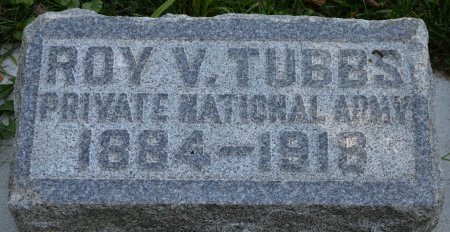 ROY V. TUBBS
PRIVATE NATIONAL ARMY
1884-1918